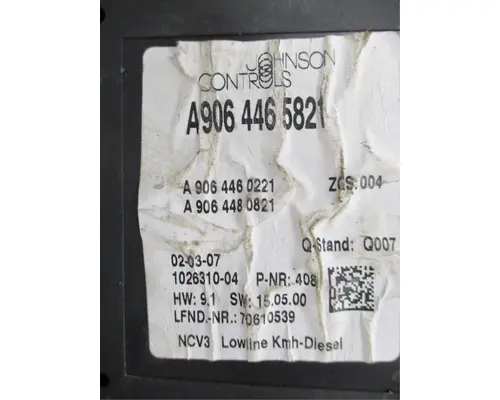 JOHNSON
CONTROLS
A906 446 5821
A 906 446 0221 ZGS: 004
A 906 448 0821
Q-Stand: Q007
02-03-07
1026310-04 P-NR: 408
HW: 9.1 SW: 15.05.00
LFND.-NR.: 70610539
NCV3 Lowline Kmh-Diesel